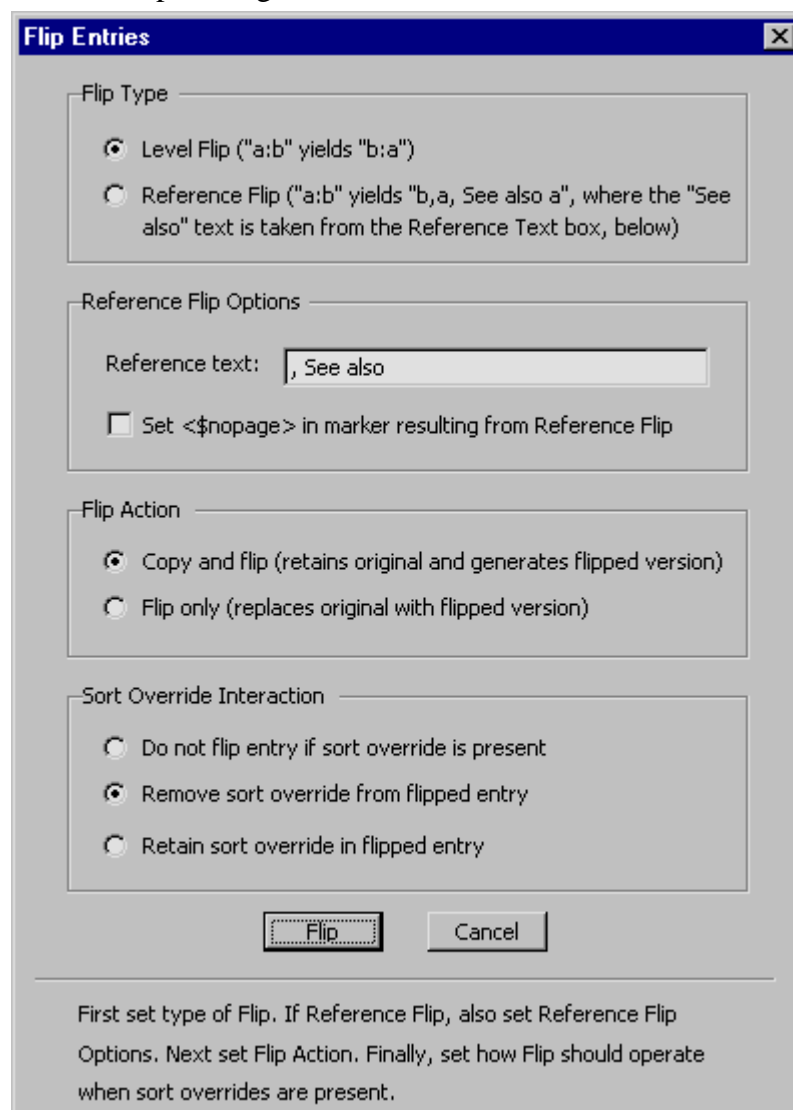 Flip Entries
Flip Type
Level Flip ("a:b" yields "b:a")
Reference Flip ("a:b" yields "b,a, See also a", where the "See
also" text is taken from the Reference Text box, below)
Reference Flip Options
Reference text: , See also
Set <$nopage> in marker resulting from Reference Flip
Flip Action
Copy and flip (retains original and generates flipped version)
Flip only (replaces original with flipped version)
Sort Override Interaction
Do not flip entry if sort override is present
Remove sort override from flipped entry
Retain sort override in flipped entry
Flip Cancel
First set type of Flip. If Reference Flip, also set Reference Flip
Options. Next set Flip Action. Finally, set how Flip should operate
when sort overrides are present.